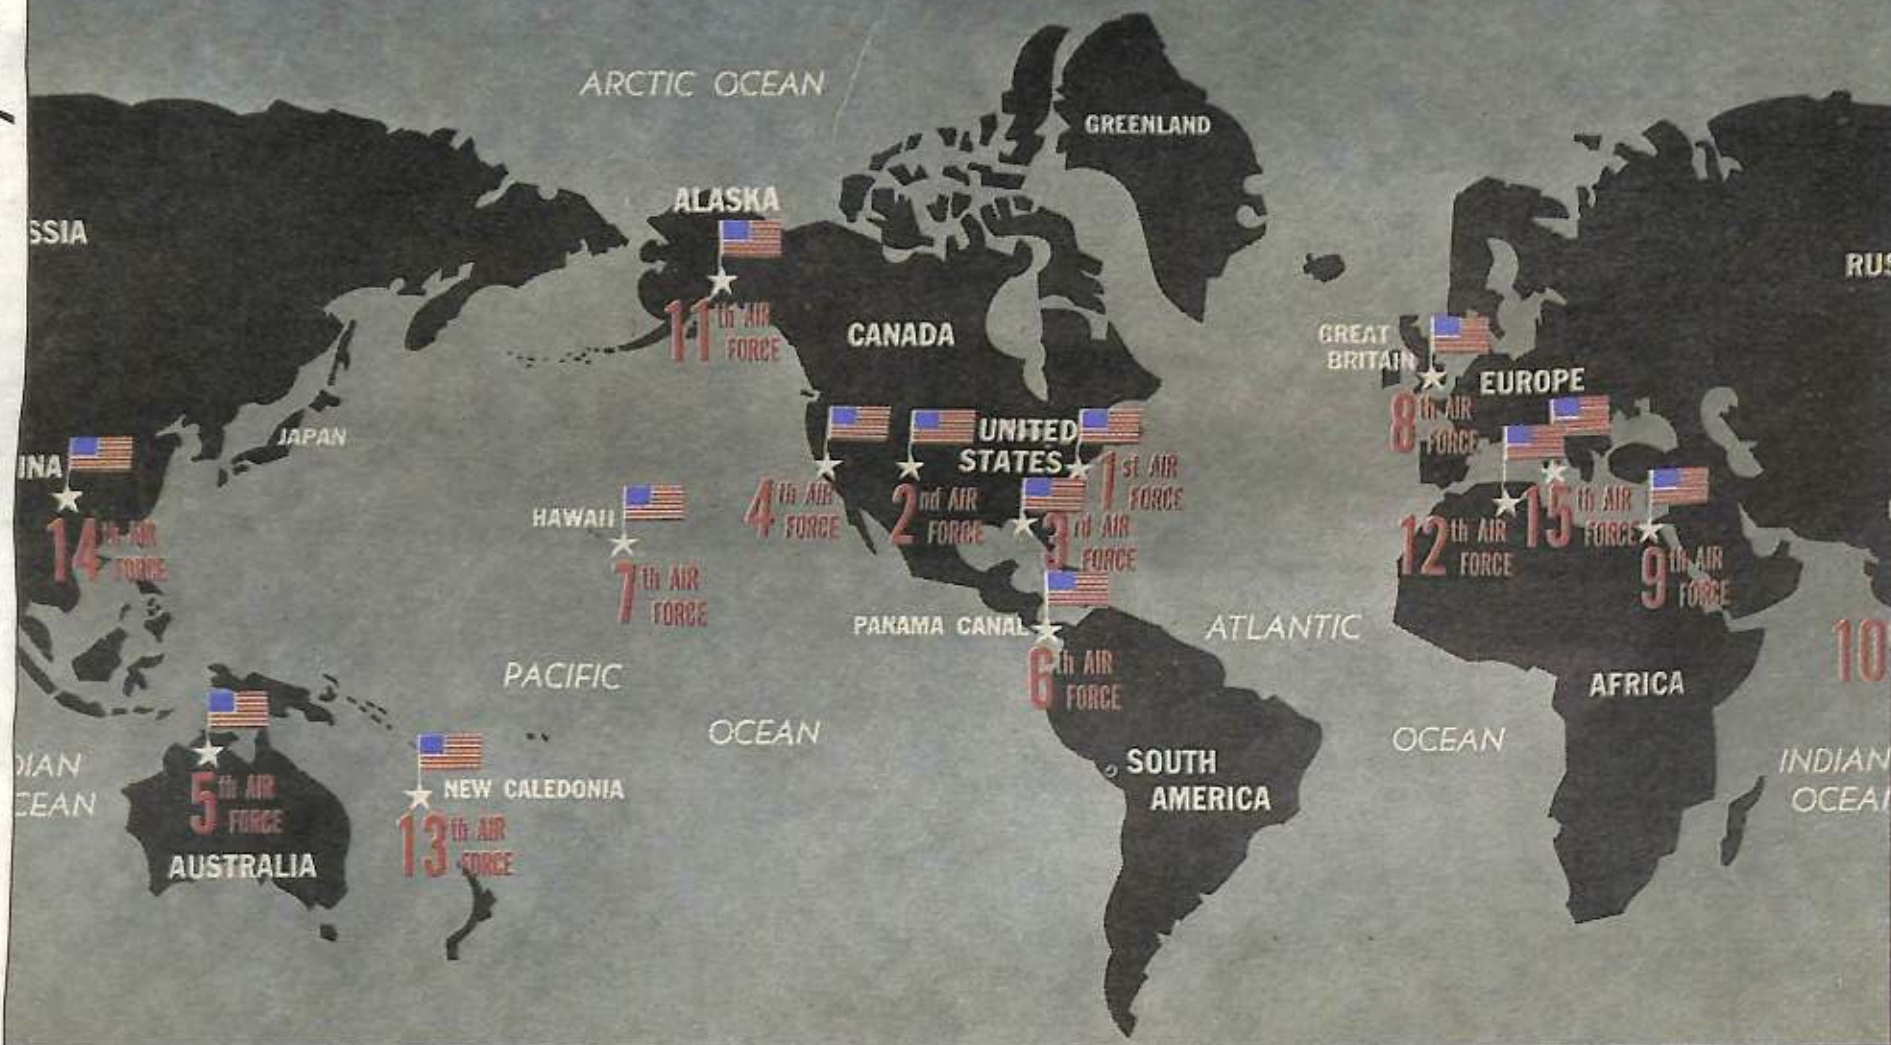 ARCTIC OCEAN
GREENLAND
SSIA
ALASKA
RUS
11th AIR
FORCE
CANADA
GREAT
BRITAIN
EUROPE
8th AIR
FORCE
JAPAN
INA
14th AIR
FORCE
UNITED
STATES
1st AIR
FORCE
4th AIR
FORCE
2nd AIR
FORCE
3rd AIR
FORCE
HAWAII
7th AIR
FORCE
12th AIR
FORCE
15th AIR
FORCE
9th AIR
FORCE
PANAMA CANAL
6th AIR
FORCE
ATLANTIC
OCEAN
10
AFRICA
PACIFIC
OCEAN
SOUTH
AMERICA
DIAN
CEAN
5th AIR
FORCE
AUSTRALIA
NEW CALEDONIA
13th AIR
FORCE
INDIAN
OCEA